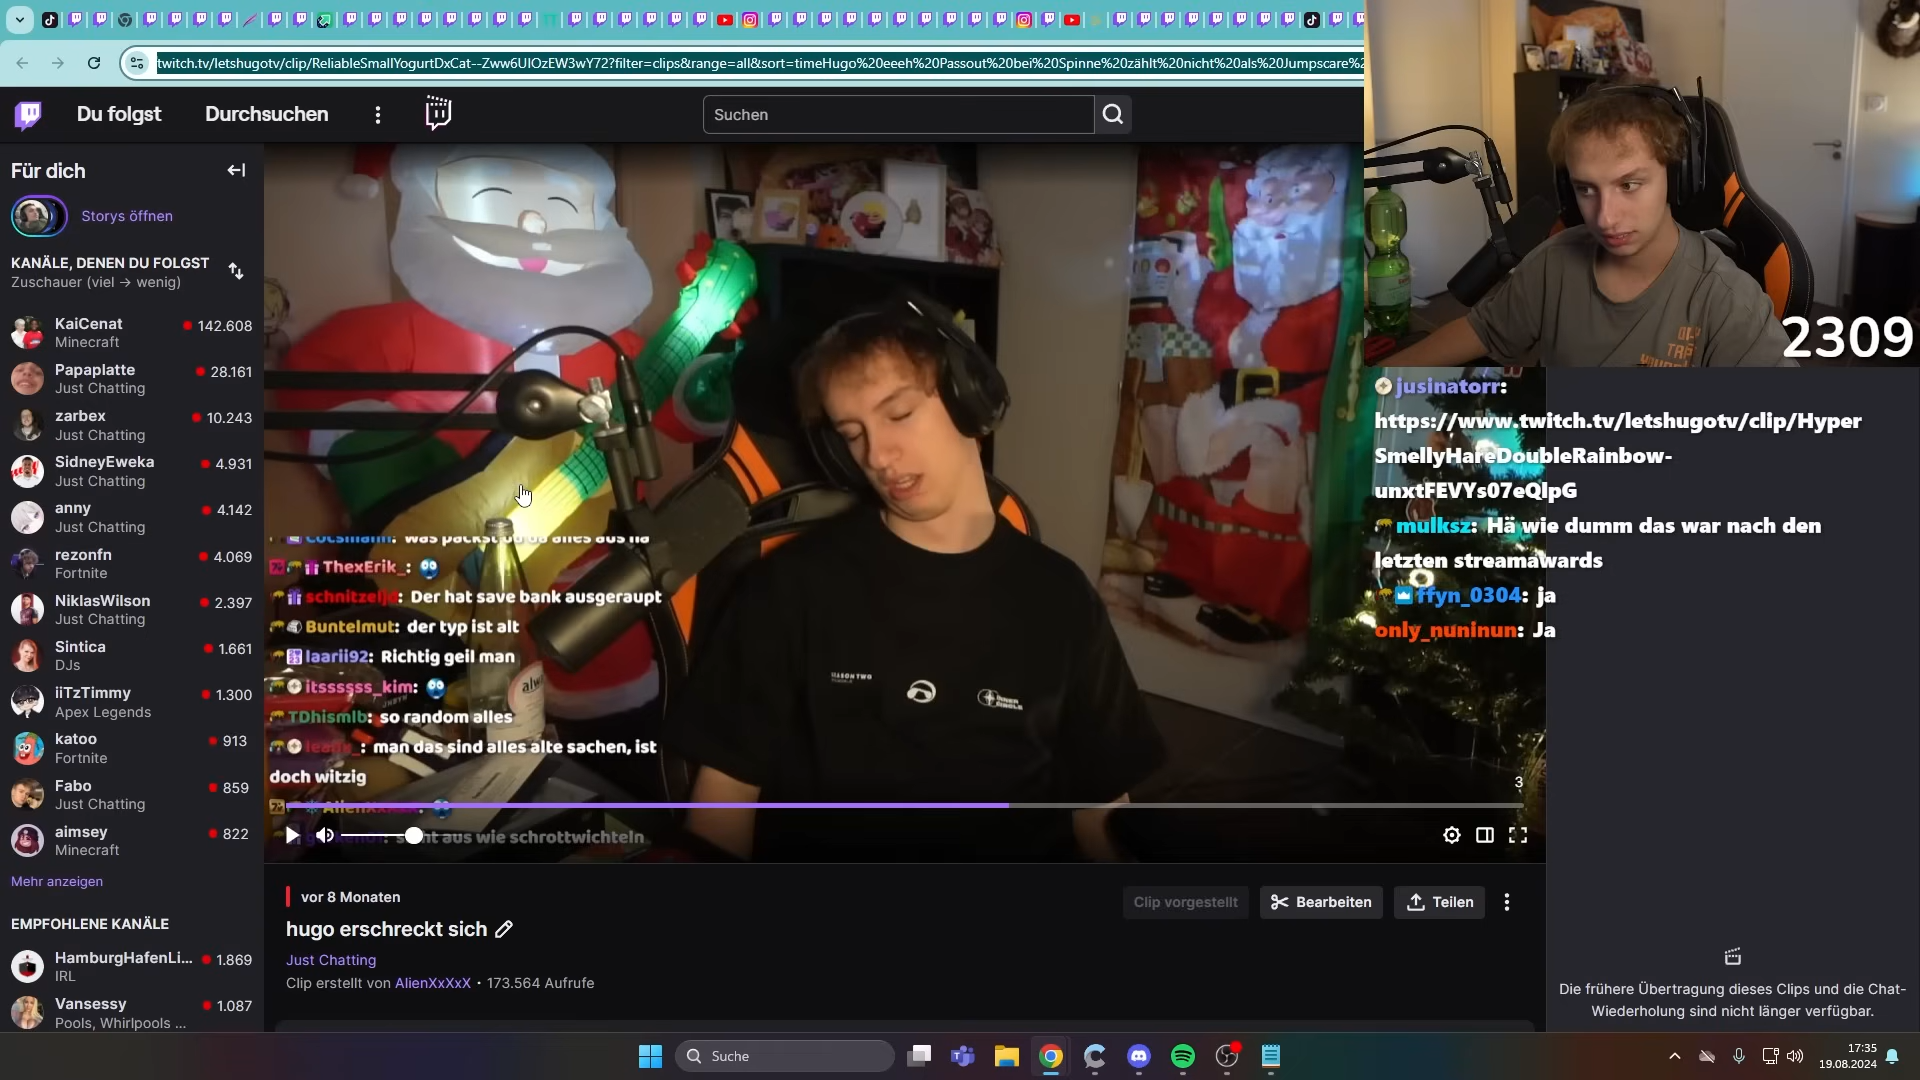 twitch.tv/letshugotv/clip/ReliableSmallYogurtDxCat--Zww6UIOzEW3wY72?filter=clips&range=all&sort=timeHugo%20eeeh%20Passout%20bei%20Spinne%20zählt%20nicht%20als%20Jumpscare%2
Du folgst
Durchsuchen
Suchen
Für dich
Storys öffnen
KANÄLE, DENEN DU FOLGST
Zuschauer (viel → wenig)
KaiCenat 142.608
Minecraft
Papaplatte 28.161
Just Chatting
zarbex 10.243
Just Chatting
SidneyEweka 4.931
Just Chatting
anny 4.142
Just Chatting
rezonfn 4.069
Fortnite
NiklasWilson 2.397
Just Chatting
Sintica 1.661
DJs
iiTzTimmy 1.300
Apex Legends
katoo 913
Fortnite
Fabo 859
Just Chatting
aimsey 822
Minecraft
Mehr anzeigen
EMPFOHLENE KANÄLE
HamburgHafenLi... 1.869
IRL
Vansessy 1.087
Pools, Whirlpools ...
ThexErik_:
Der hat save bank ausgeraupt
Buntelmut: der typ ist alt
laarii92: Richtig geil man
itssssss_kim:
TDhismlb: so random alles
man das sind alles alte sachen, ist
doch witzig
aus wie schrottwichteln
SEASON TWO
3
vor 8 Monaten
hugo erschreckt sich
Just Chatting
Clip erstellt von AlienXxXxX • 173.564 Aufrufe
Clip vorgestellt
Bearbeiten
Teilen
2309
jusinatorr:
https://www.twitch.tv/letshugotv/clip/Hyper
SmellyHareDoubleRainbow-
unxtFEVYs07eQlpG
mulksz: Hä wie dumm das war nach den
letzten streamawards
ffyn_0304: ja
only_nuninun: Ja
Die frühere Übertragung dieses Clips und die Chat-
Wiederholung sind nicht länger verfügbar.
Suche
17:35
19.08.2024